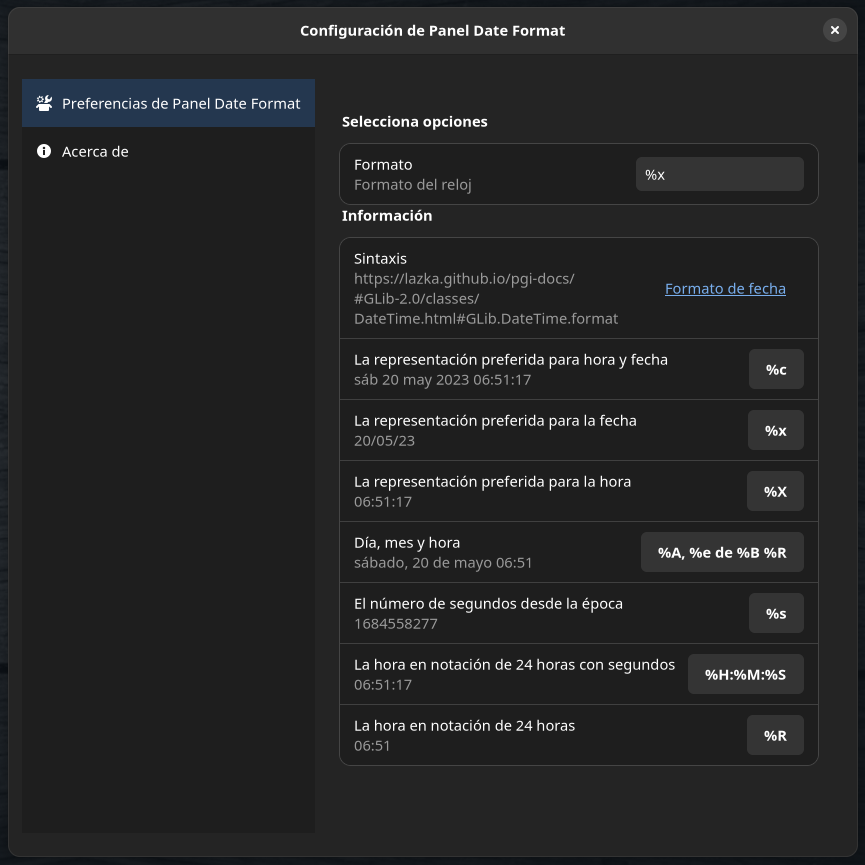 Configuración de Panel Date Format
Preferencias de Panel Date Format
Acerca de
Selecciona opciones
Formato
Formato del reloj
%x
Información
Sintaxis
https://lazka.github.io/pgi-docs/
#GLib-2.0/classes/
DateTime.html#GLib.DateTime.format
Formato de fecha
La representación preferida para hora y fecha
sáb 20 may 2023 06:51:17
%c
La representación preferida para la fecha
20/05/23
%x
La representación preferida para la hora
06:51:17
%X
Día, mes y hora
sábado, 20 de mayo 06:51
%A, %e de %B %R
El número de segundos desde la época
1684558277
%s
La hora en notación de 24 horas con segundos
06:51:17
%H:%M:%S
La hora en notación de 24 horas
06:51
%R